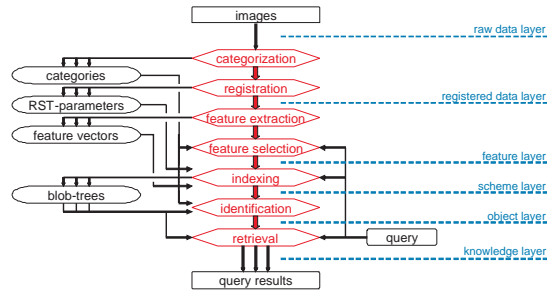 images
raw data layer
categorization
categories
registration
RST-parameters
registered data layer
feature extraction
feature vectors
feature selection
feature layer
indexing
scheme layer
blob-trees
identification
object layer
retrieval
query
knowledge layer
query results